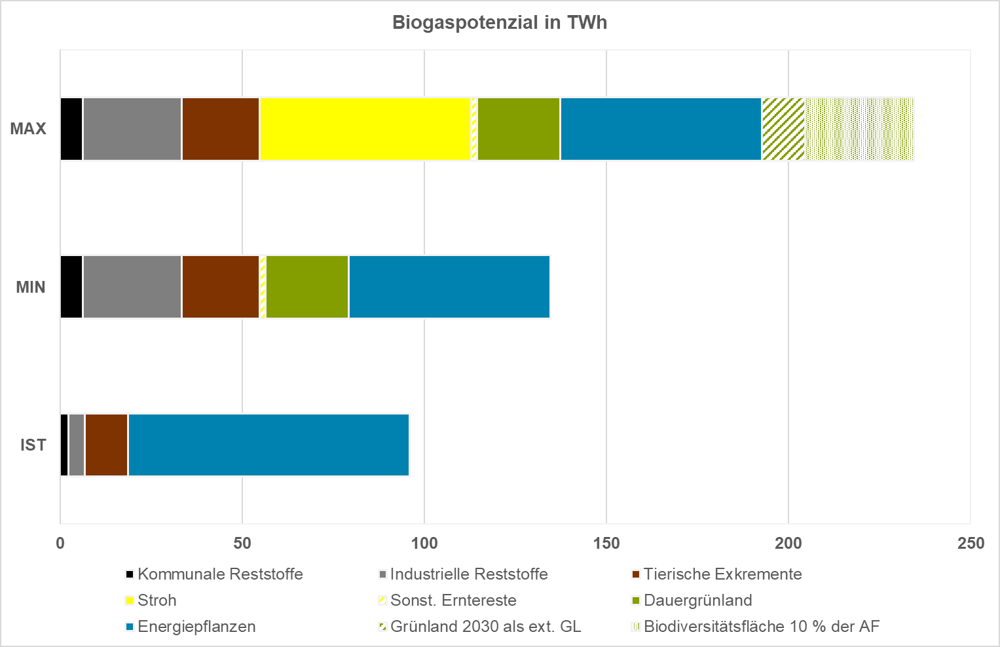 Biogaspotenzial in TWh
MAX
MIN
IST
0 50 100 150 200 250
Kommunale Reststoffe Industrielle Reststoffe Tierische Exkremente
Stroh Sonst. Erntereste Dauergrünland
Energiepflanzen Grünland 2030 als ext. GL Biodiversitätsfläche 10 % der AF